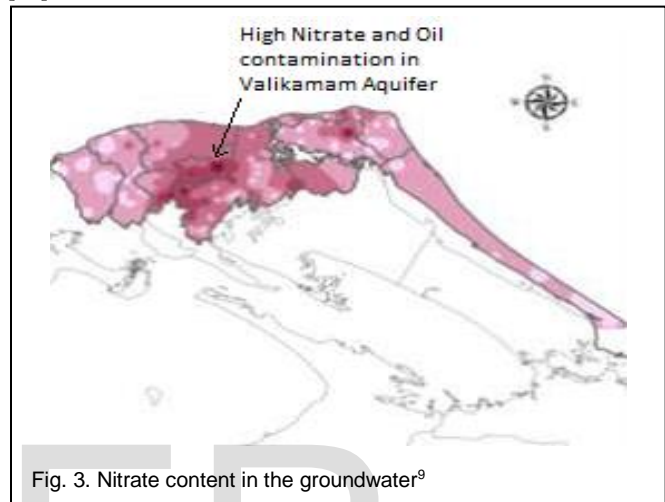 High Nitrate and Oil
contamination in
Valikamam Aquifer
Fig. 3. Nitrate content in the groundwater⁹